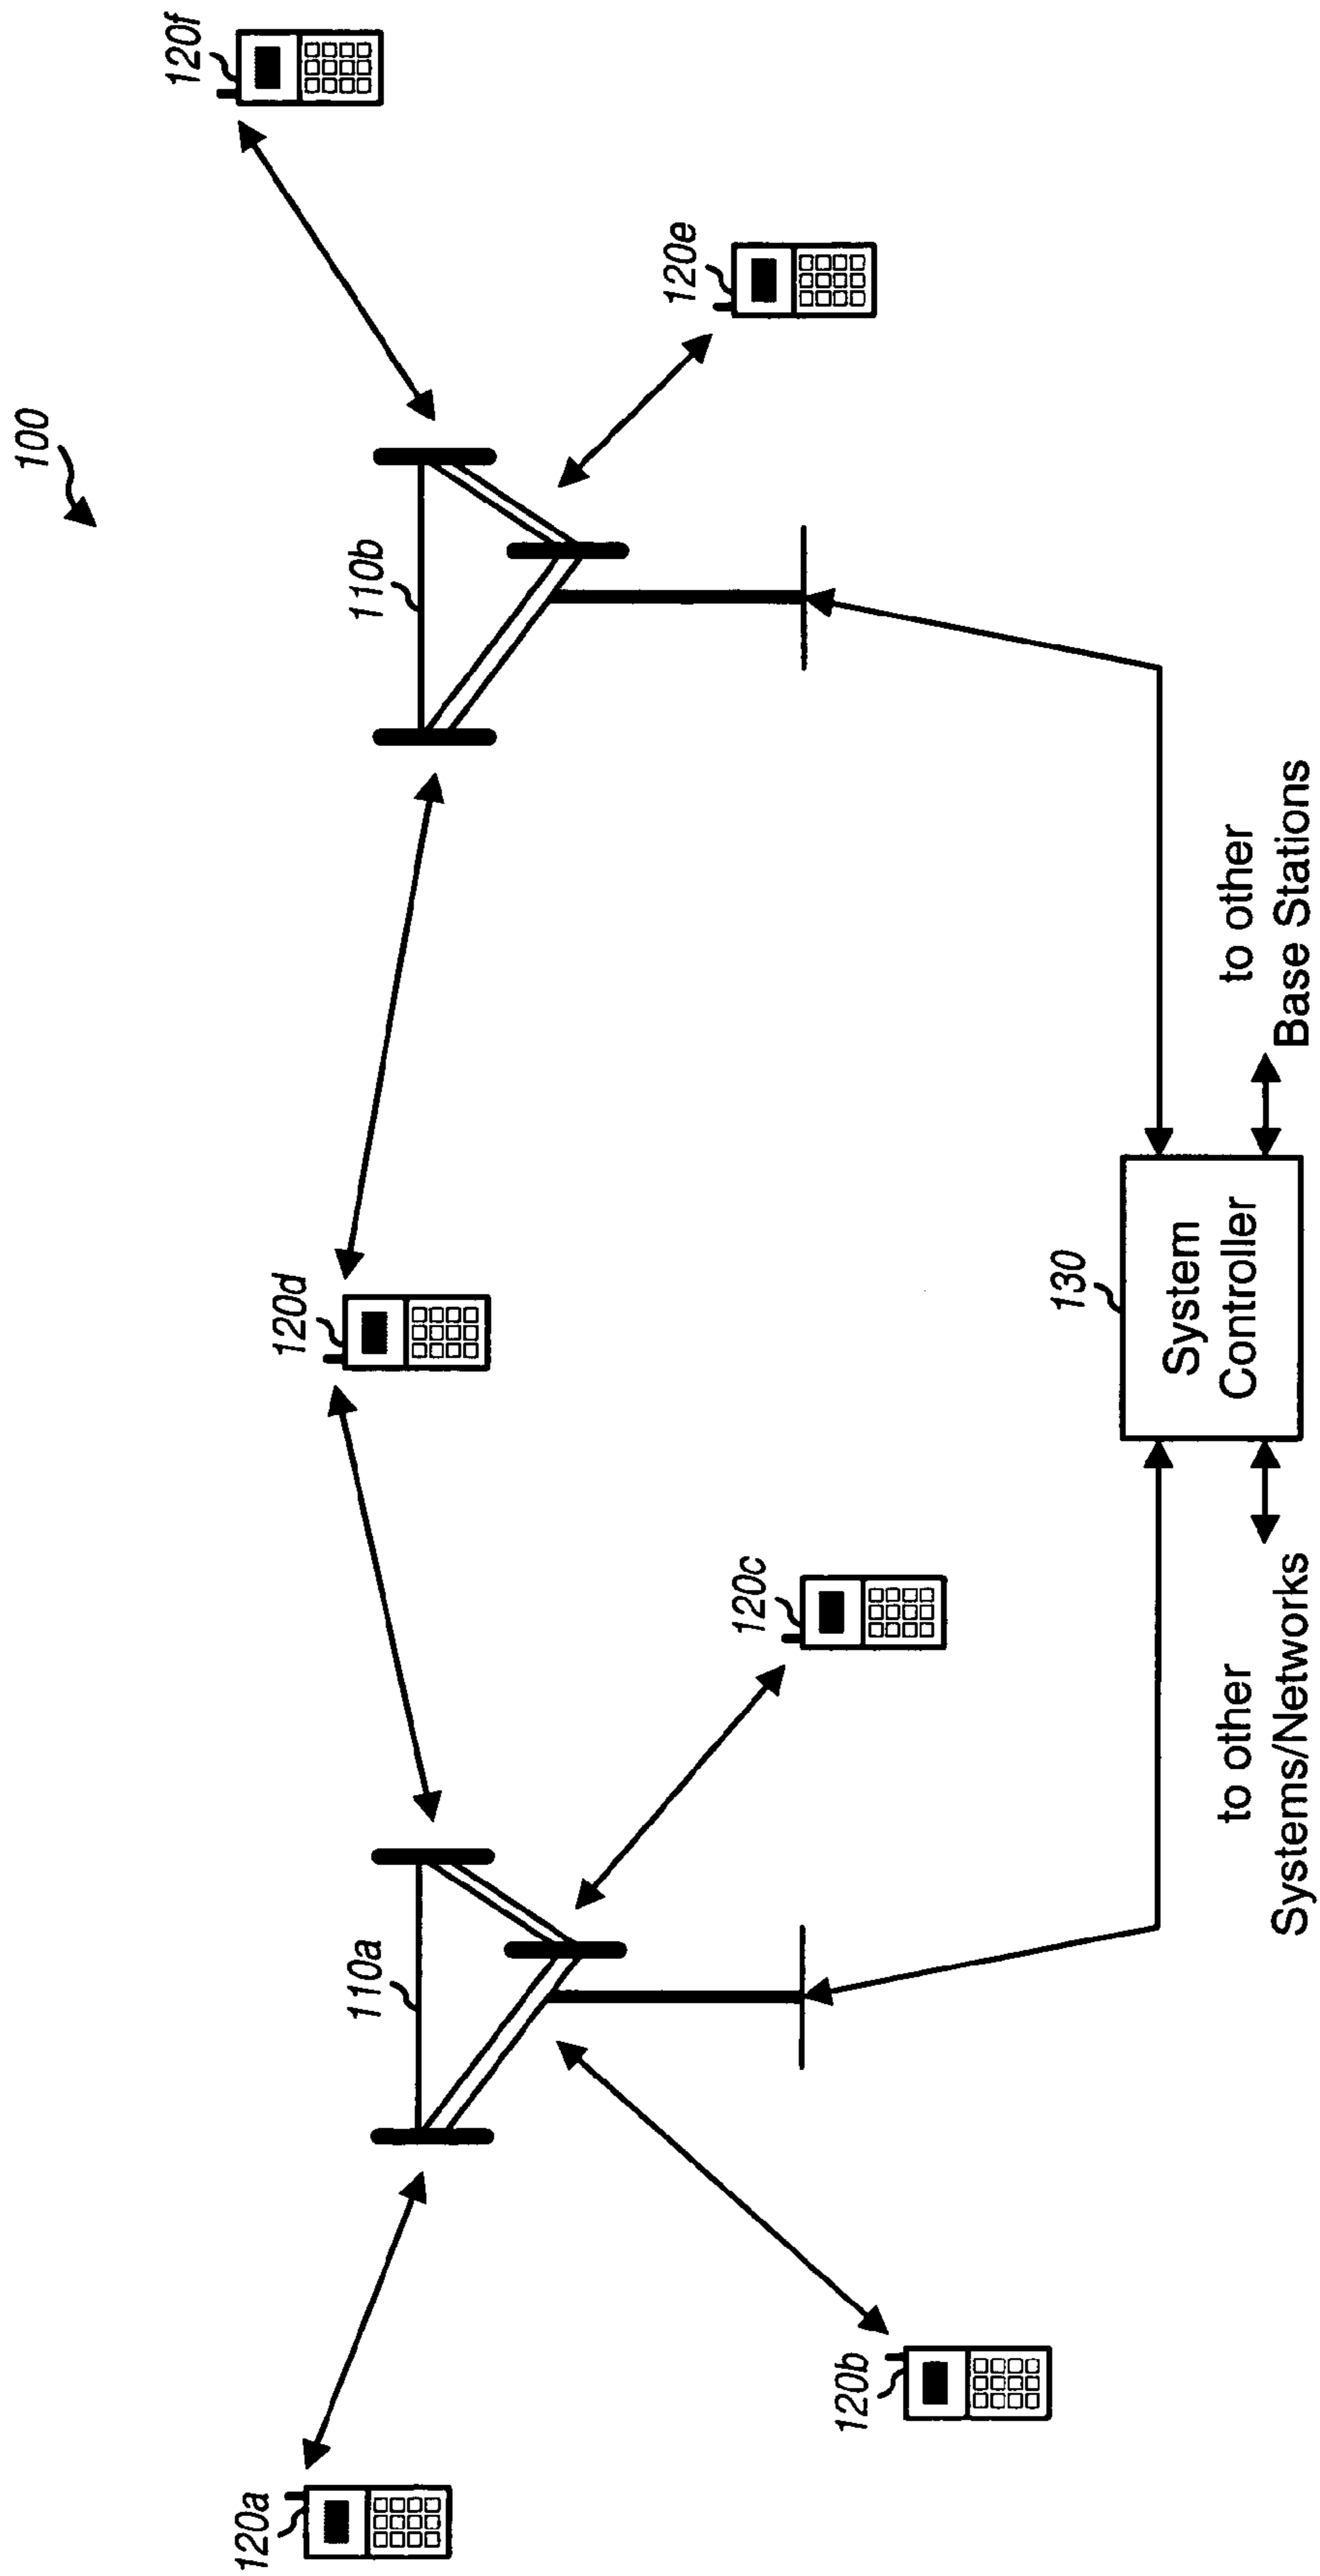 100
120f
110b
120e
120d
110a
120c
120a
120b
130
System
Controller
to other
Systems/Networks
to other
Base Stations